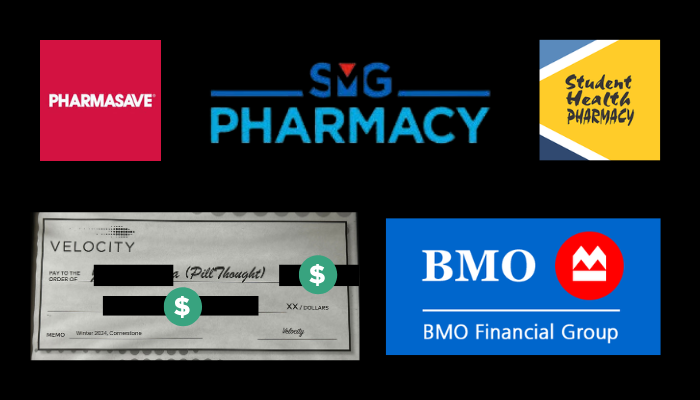 PHARMASAVE®
SMG
PHARMACY
Student
Health
PHARMACY
VELOCITY
PAY TO THE
ORDER OF
a (PillThought)
$
$
XX / DOLLARS
MEMO
Winter 2024, Cornerstone
Velocity
BMO
BMO Financial Group